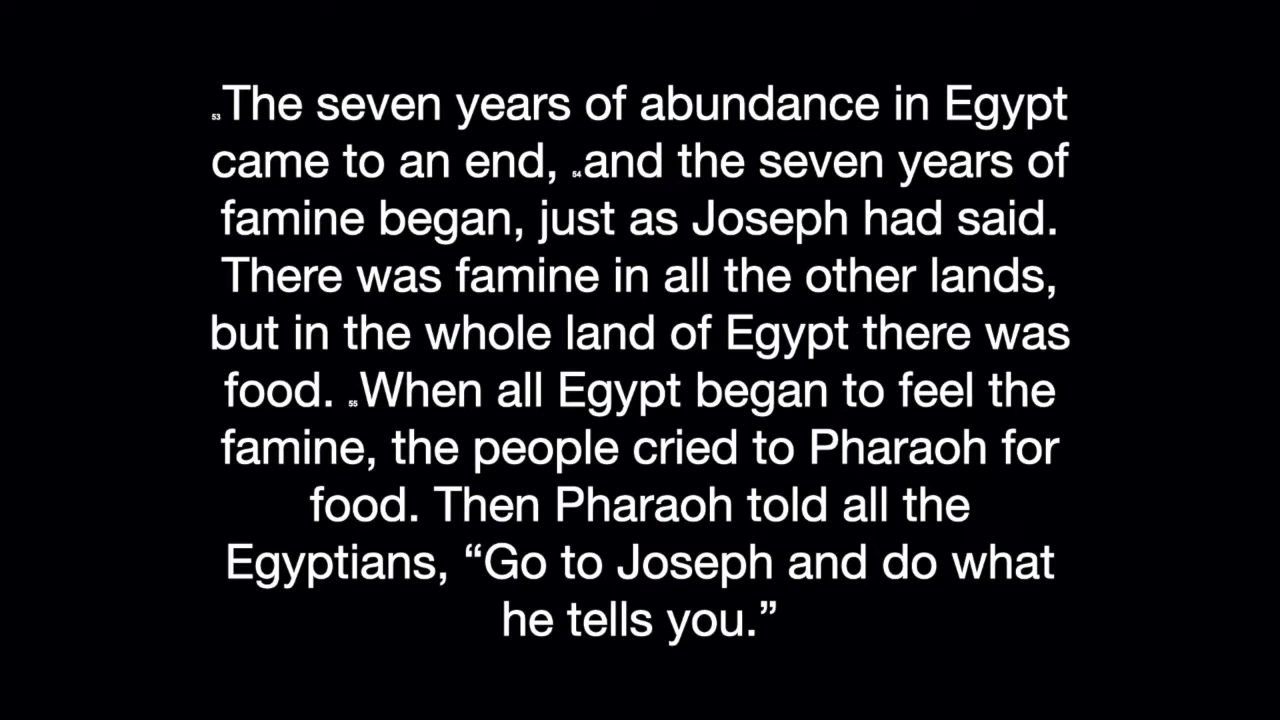 53The seven years of abundance in Egypt
came to an end, 54and the seven years of
famine began, just as Joseph had said.
There was famine in all the other lands,
but in the whole land of Egypt there was
food. 55When all Egypt began to feel the
famine, the people cried to Pharaoh for
food. Then Pharaoh told all the
Egyptians, “Go to Joseph and do what
he tells you.”